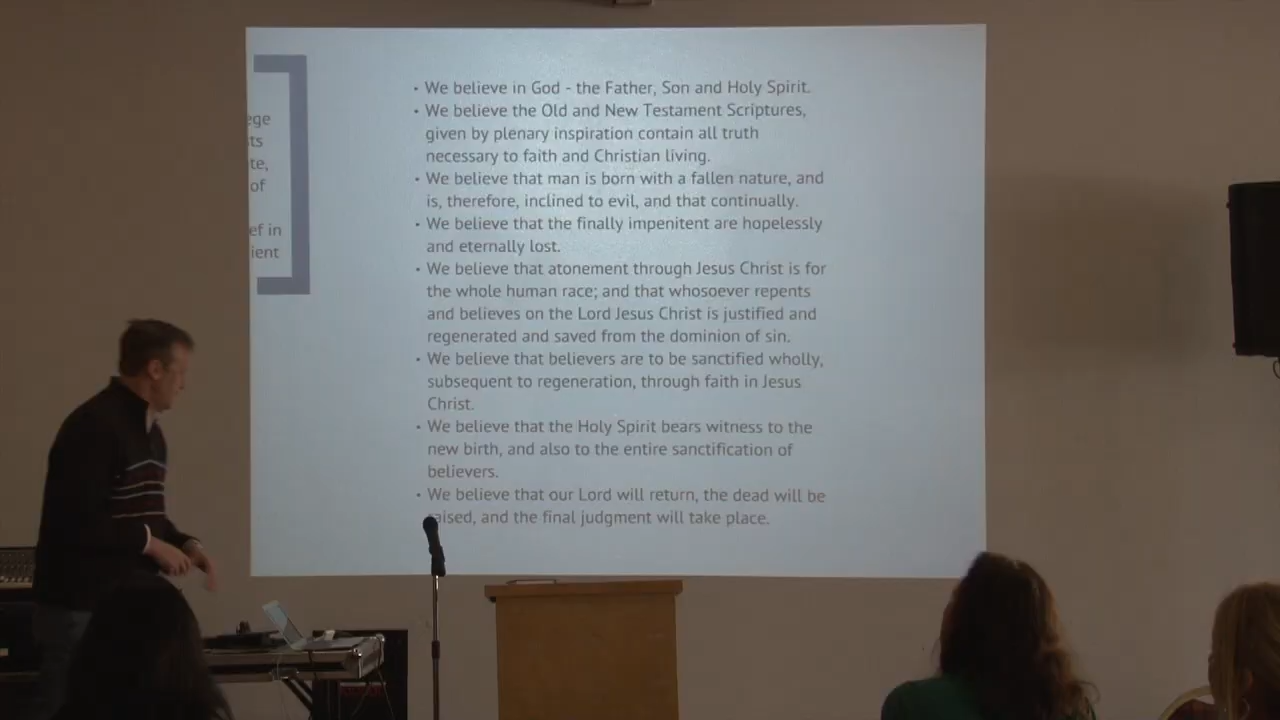 ege
ts
te,
of
ef in
ient
• We believe in God - the Father, Son and Holy Spirit.
• We believe the Old and New Testament Scriptures,
given by plenary inspiration contain all truth
necessary to faith and Christian living.
• We believe that man is born with a fallen nature, and
is, therefore, inclined to evil, and that continually.
• We believe that the finally impenitent are hopelessly
and eternally lost.
• We believe that atonement through Jesus Christ is for
the whole human race; and that whosoever repents
and believes on the Lord Jesus Christ is justified and
regenerated and saved from the dominion of sin.
• We believe that believers are to be sanctified wholly,
subsequent to regeneration, through faith in Jesus
Christ.
• We believe that the Holy Spirit bears witness to the
new birth, and also to the entire sanctification of
believers.
• We believe that our Lord will return, the dead will be
raised, and the final judgment will take place.